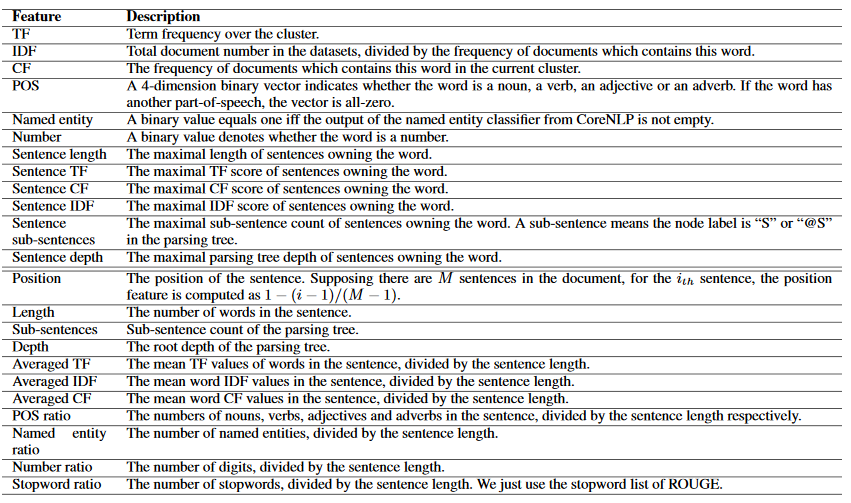 Feature Description
TF Term frequency over the cluster.
IDF Total document number in the datasets, divided by the frequency of documents which contains this word.
CF The frequency of documents which contains this word in the current cluster.
POS A 4-dimension binary vector indicates whether the word is a noun, a verb, an adjective or an adverb. If the word has
another part-of-speech, the vector is all-zero.
Named entity A binary value equals one iff the output of the named entity classifier from CoreNLP is not empty.
Number A binary value denotes whether the word is a number.
Sentence length The maximal length of sentences owning the word.
Sentence TF The maximal TF score of sentences owning the word.
Sentence CF The maximal CF score of sentences owning the word.
Sentence IDF The maximal IDF score of sentences owning the word.
Sentence The maximal sub-sentence count of sentences owning the word. A sub-sentence means the node label is “S” or “@S”
sub-sentences in the parsing tree.
Sentence depth The maximal parsing tree depth of sentences owning the word.
Position The position of the sentence. Supposing there are M sentences in the document, for the i_{th} sentence, the position
feature is computed as 1 − (i − 1)/(M − 1).
Length The number of words in the sentence.
Sub-sentences Sub-sentence count of the parsing tree.
Depth The root depth of the parsing tree.
Averaged TF The mean TF values of words in the sentence, divided by the sentence length.
Averaged IDF The mean word IDF values in the sentence, divided by the sentence length.
Averaged CF The mean word CF values in the sentence, divided by the sentence length.
POS ratio The numbers of nouns, verbs, adjectives and adverbs in the sentence, divided by the sentence length respectively.
Named entity The number of named entities, divided by the sentence length.
ratio
Number ratio The number of digits, divided by the sentence length.
Stopword ratio The number of stopwords, divided by the sentence length. We just use the stopword list of ROUGE.